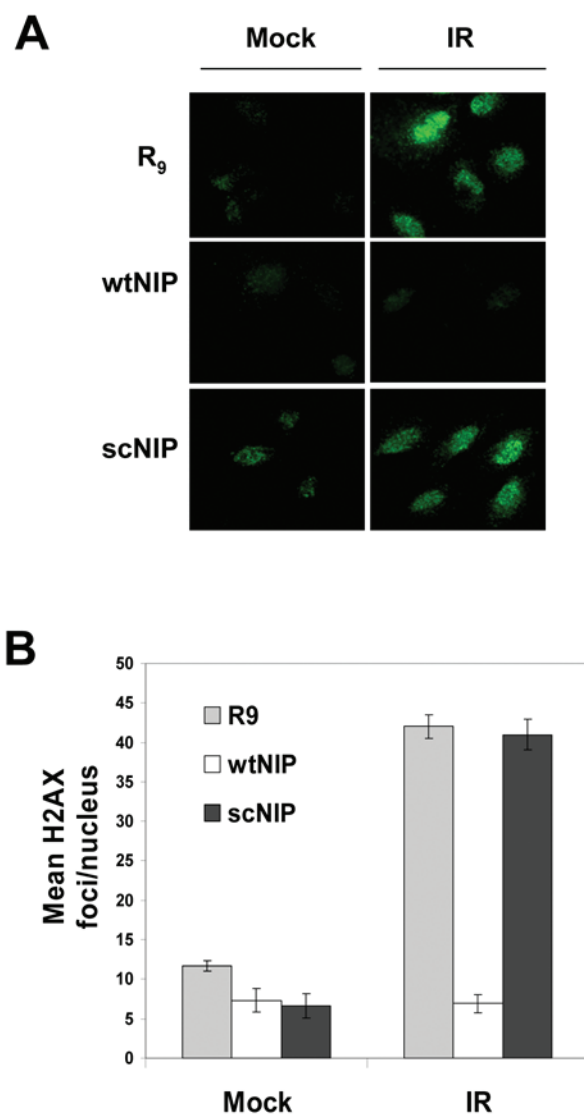 A
Mock IR
R₉
wtNIP
scNIP
B
Mean H2AX
foci/nucleus
50
45
40
35
30
25
20
15
10
5
0
R9
wtNIP
scNIP
Mock IR